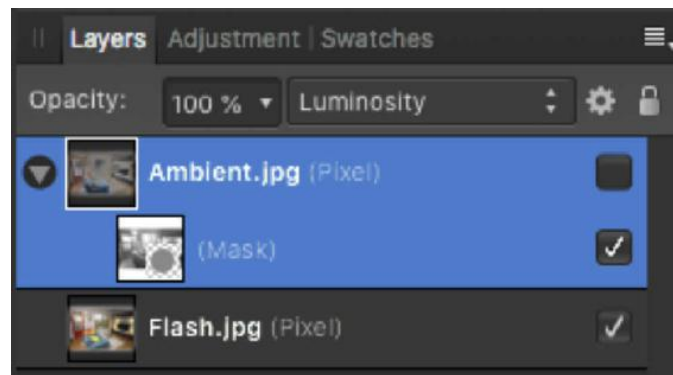 Layers Adjustment | Swatches
Opacity: 100 % Luminosity
Ambient.jpg (Pixel)
(Mask)
Flash.jpg (Pixel)